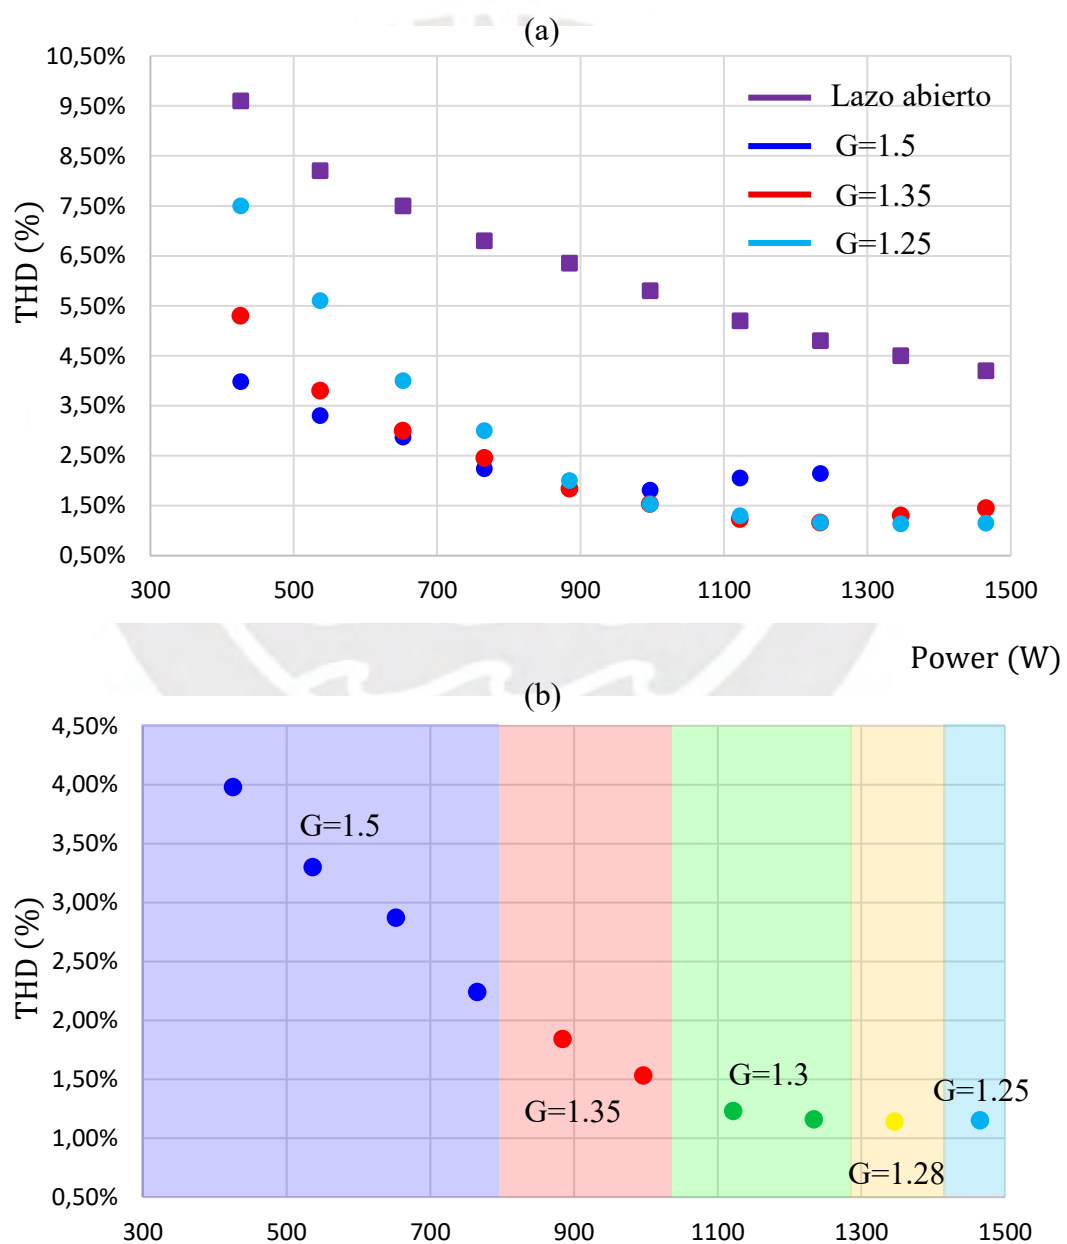 (a)
10,50%
9,50%
8,50%
7,50%
6,50%
5,50%
4,50%
3,50%
2,50%
1,50%
0,50%
THD (%)
Lazo abierto
G=1.5
G=1.35
G=1.25
300 500 700 900 1100 1300 1500
Power (W)
(b)
4,50%
4,00%
3,50%
3,00%
2,50%
2,00%
1,50%
1,00%
0,50%
THD (%)
G=1.5
G=1.35
G=1.3
G=1.28
G=1.25
300 500 700 900 1100 1300 1500